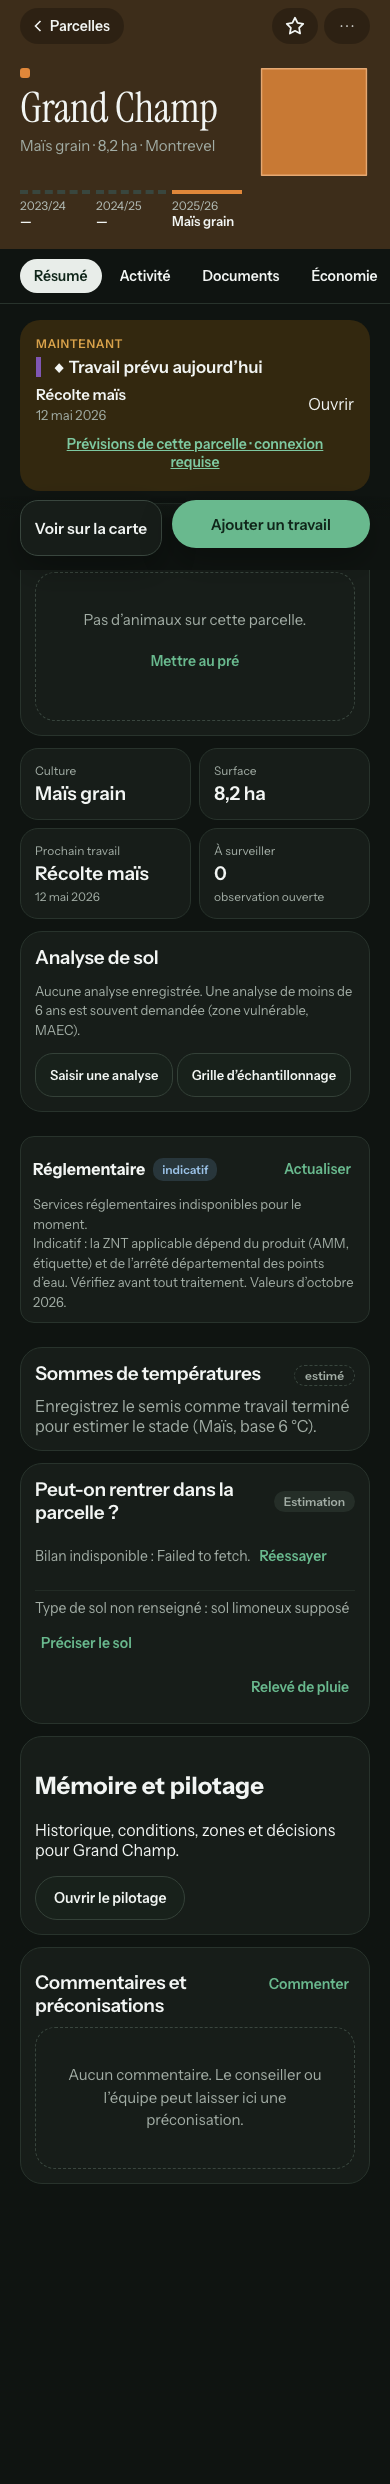 Parcelles
Grand Champ
Maïs grain · 8,2 ha · Montrevel
2023/24 2024/25 2025/26
— — Maïs grain
Résumé Activité Documents Économie
MAINTENANT
◆ Travail prévu aujourd’hui
Récolte maïs
12 mai 2026
Ouvrir
Prévisions de cette parcelle · connexion
requise
Voir sur la carte Ajouter un travail
Pas d’animaux sur cette parcelle.
Mettre au pré
Culture
Maïs grain
Surface
8,2 ha
Prochain travail
Récolte maïs
12 mai 2026
À surveiller
0
observation ouverte
Analyse de sol
Aucune analyse enregistrée. Une analyse de moins de
6 ans est souvent demandée (zone vulnérable,
MAEC).
Saisir une analyse Grille d’échantillonnage
Réglementaire indicatif Actualiser
Services réglementaires indisponibles pour le
moment.
Indicatif : la ZNT applicable dépend du produit (AMM,
étiquette) et de l’arrêté départemental des points
d’eau. Vérifiez avant tout traitement. Valeurs d’octobre
2026.
Sommes de températures estimé
Enregistrez le semis comme travail terminé
pour estimer le stade (Maïs, base 6 °C).
Peut-on rentrer dans la
parcelle ?
Estimation
Bilan indisponible : Failed to fetch. Réessayer
Type de sol non renseigné : sol limoneux supposé
Préciser le sol
Relevé de pluie
Mémoire et pilotage
Historique, conditions, zones et décisions
pour Grand Champ.
Ouvrir le pilotage
Commentaires et
préconisations
Commenter
Aucun commentaire. Le conseiller ou
l’équipe peut laisser ici une
préconisation.